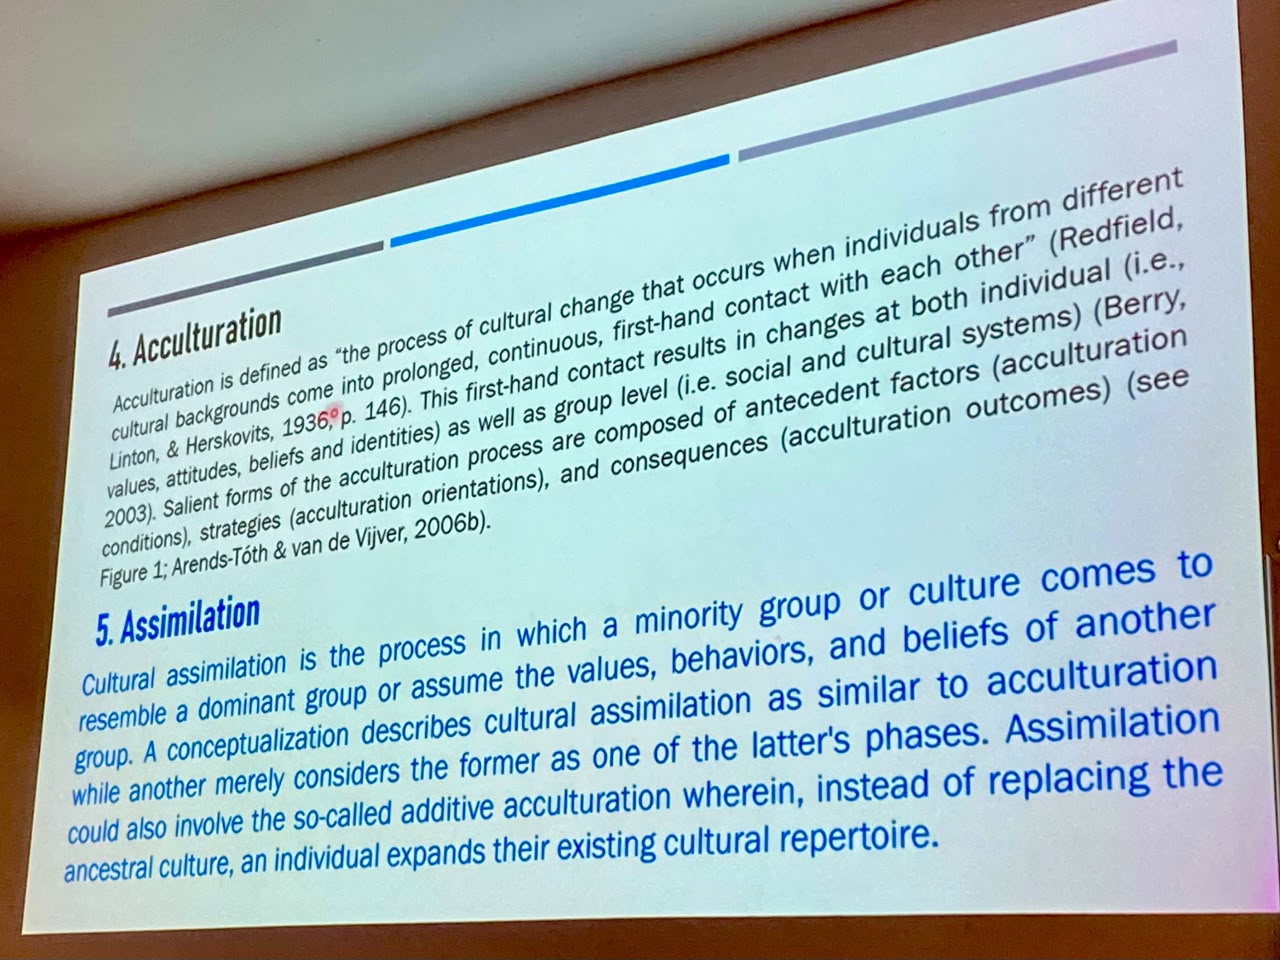 4. Acculturation
Acculturation is defined as “the process of cultural change that occurs when individuals from different
cultural backgrounds come into prolonged, continuous, first-hand contact with each other” (Redfield,
Linton, & Herskovits, 1936, p. 146). This first-hand contact results in changes at both individual (i.e.,
values, attitudes, beliefs and identities) as well as group level (i.e. social and cultural systems) (Berry,
2003). Salient forms of the acculturation process are composed of antecedent factors (acculturation
conditions), strategies (acculturation orientations), and consequences (acculturation outcomes) (see
Figure 1; Arends-Tóth & van de Vijver, 2006b).
5. Assimilation
Cultural assimilation is the process in which a minority group or culture comes to
resemble a dominant group or assume the values, behaviors, and beliefs of another
group. A conceptualization describes cultural assimilation as similar to acculturation
while another merely considers the former as one of the latter's phases. Assimilation
could also involve the so-called additive acculturation wherein, instead of replacing the
ancestral culture, an individual expands their existing cultural repertoire.